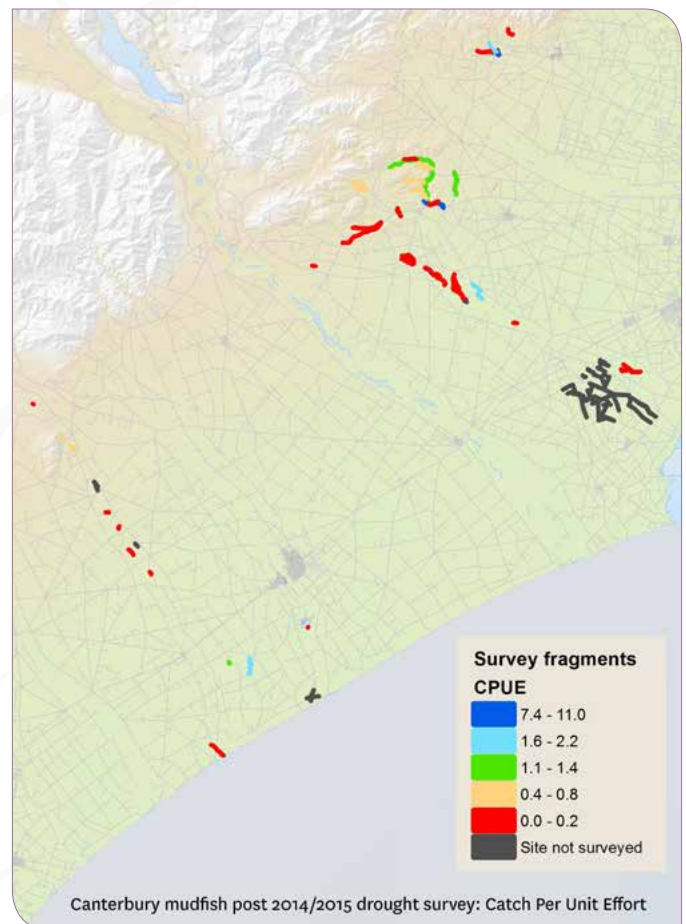 Survey fragments
CPUE
7.4 - 11.0
1.6 - 2.2
1.1 - 1.4
0.4 - 0.8
0.0 - 0.2
Site not surveyed
Canterbury mudfish post 2014/2015 drought survey: Catch Per Unit Effort